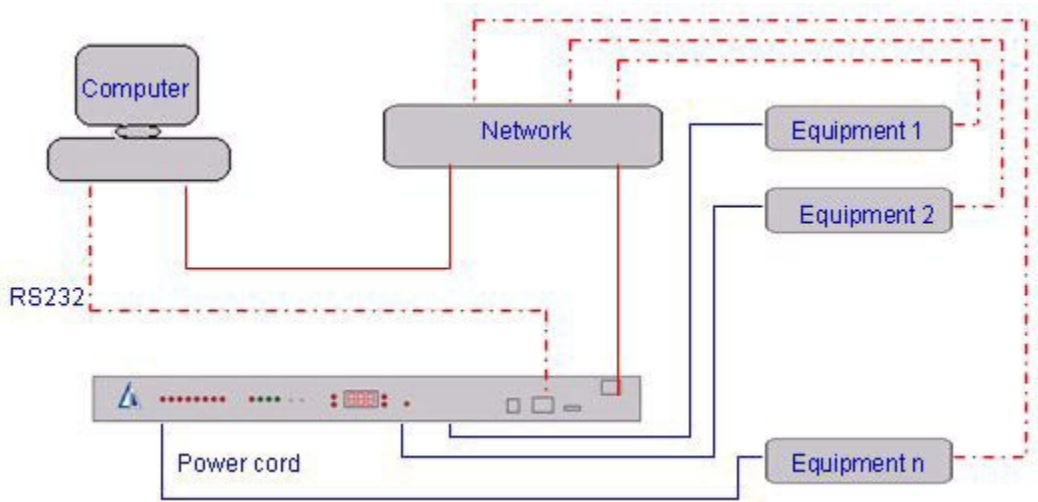 Computer
Network
Equipment 1
Equipment 2
RS232
Power cord
Equipment n